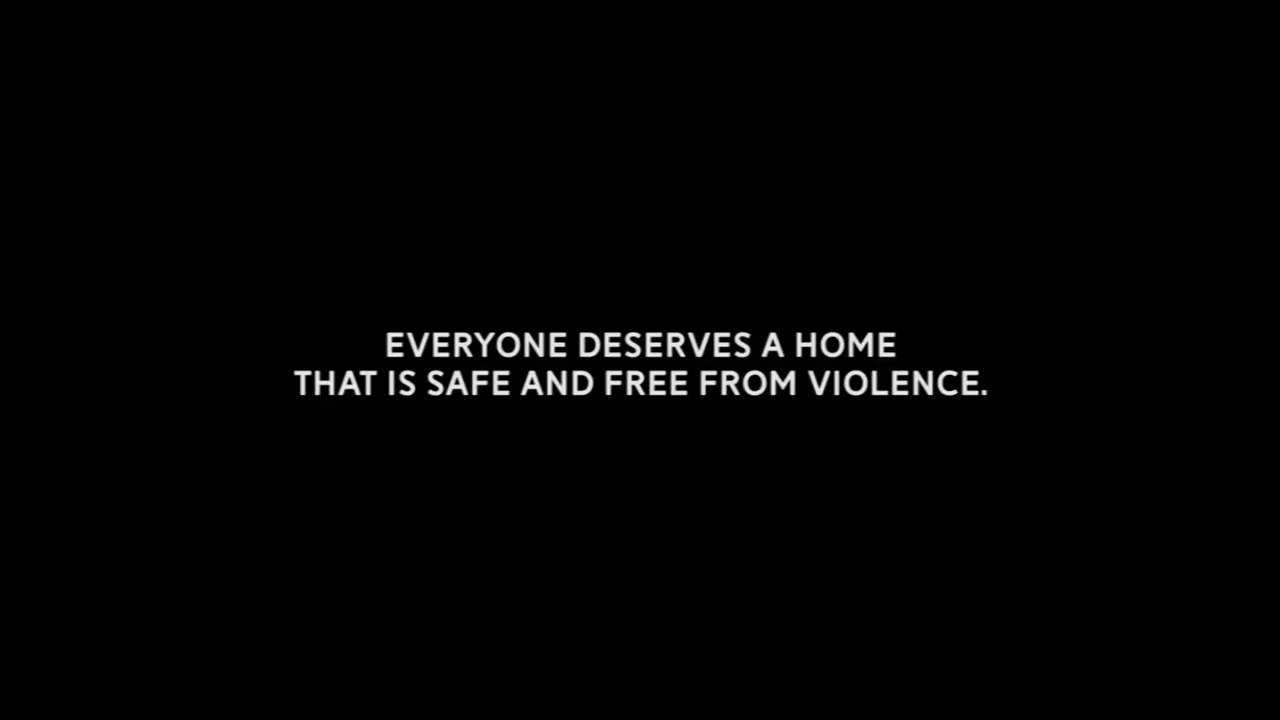 EVERYONE DESERVES A HOME
THAT IS SAFE AND FREE FROM VIOLENCE.